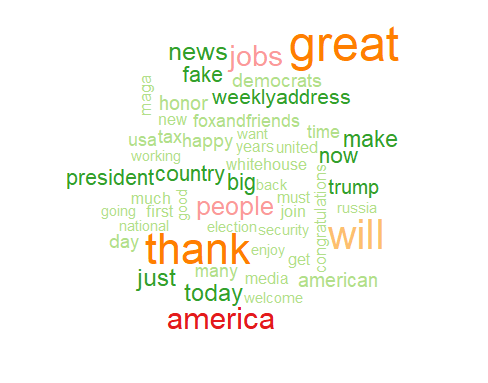 great
news
jobs
fake
democrats
maga
honor
weeklyaddress
new
foxandfriends
usa
tax
happy
want
time
make
years
united
working
now
whitehouse
president
country
big
back
trump
much
good
people
must
congratulations
going
first
join
russia
national
election
security
will
day
thank
enjoy
get
just
many
media
american
today
welcome
america